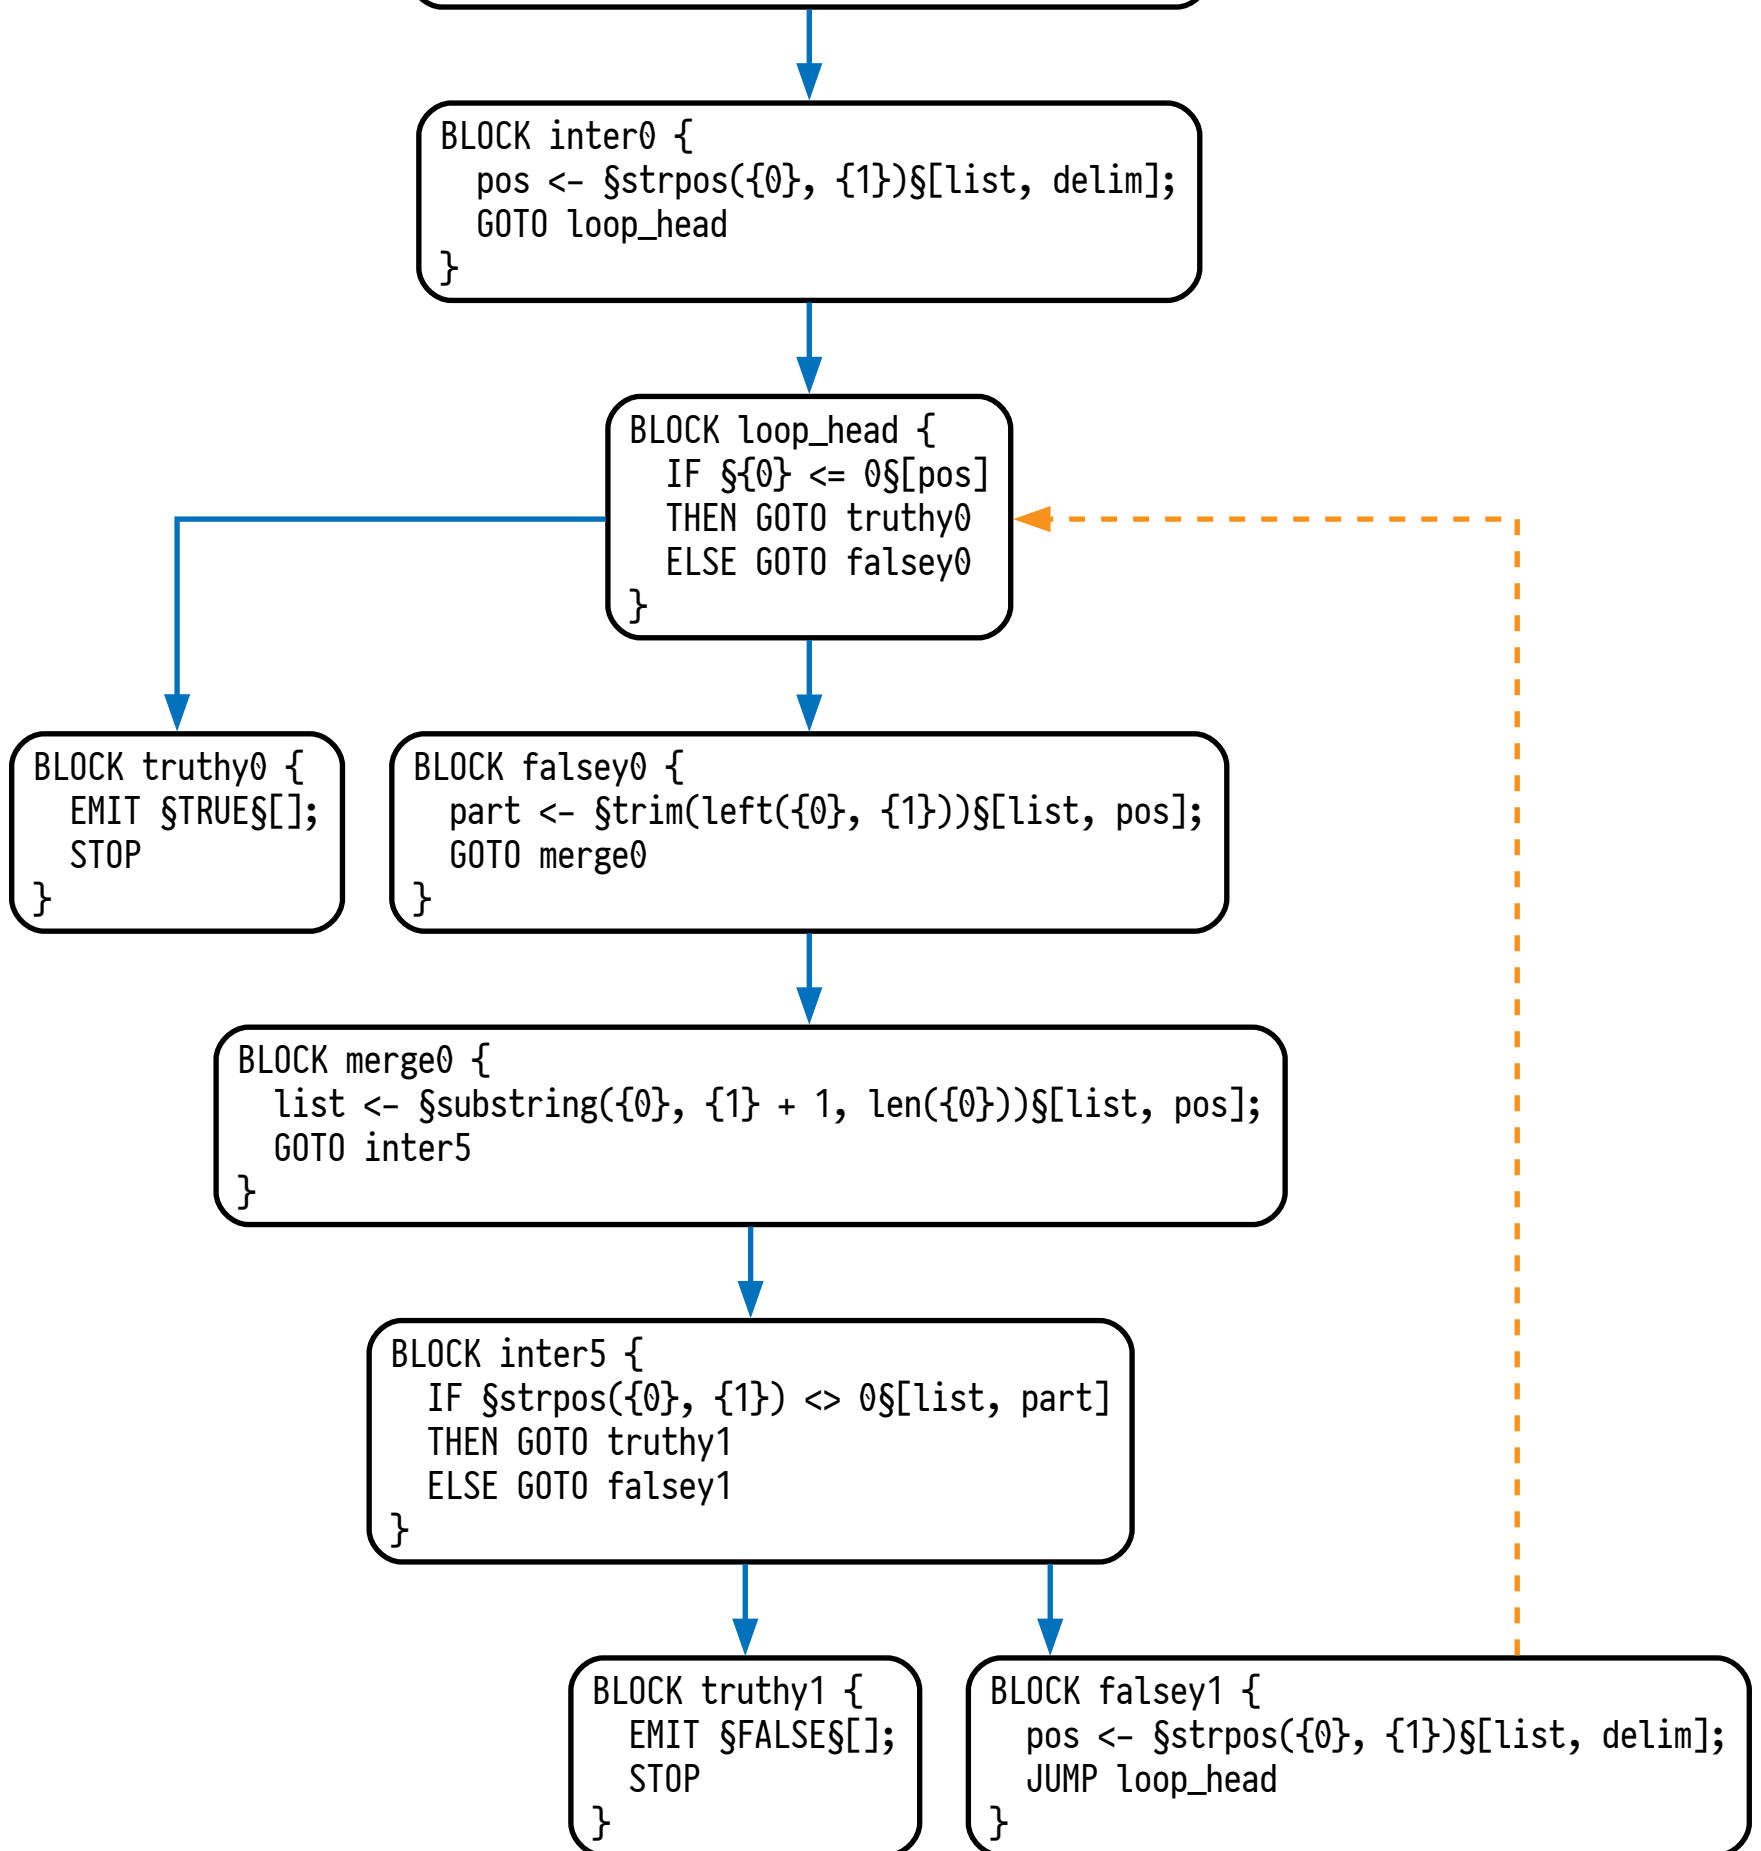 BLOCK inter0 {
  pos <- §strpos({0}, {1})§[list, delim];
  GOTO loop_head
}
BLOCK loop_head {
  IF §{0} <= 0§[pos]
  THEN GOTO truthy0
  ELSE GOTO falsey0
}
BLOCK truthy0 {
  EMIT §TRUE§[];
  STOP
}
BLOCK falsey0 {
  part <- §trim(left({0}, {1}))§[list, pos];
  GOTO merge0
}
BLOCK merge0 {
  list <- §substring({0}, {1} + 1, len({0}))§[list, pos];
  GOTO inter5
}
BLOCK inter5 {
  IF §strpos({0}, {1}) <> 0§[list, part]
  THEN GOTO truthy1
  ELSE GOTO falsey1
}
BLOCK truthy1 {
  EMIT §FALSE§[];
  STOP
}
BLOCK falsey1 {
  pos <- §strpos({0}, {1})§[list, delim];
  JUMP loop_head
}